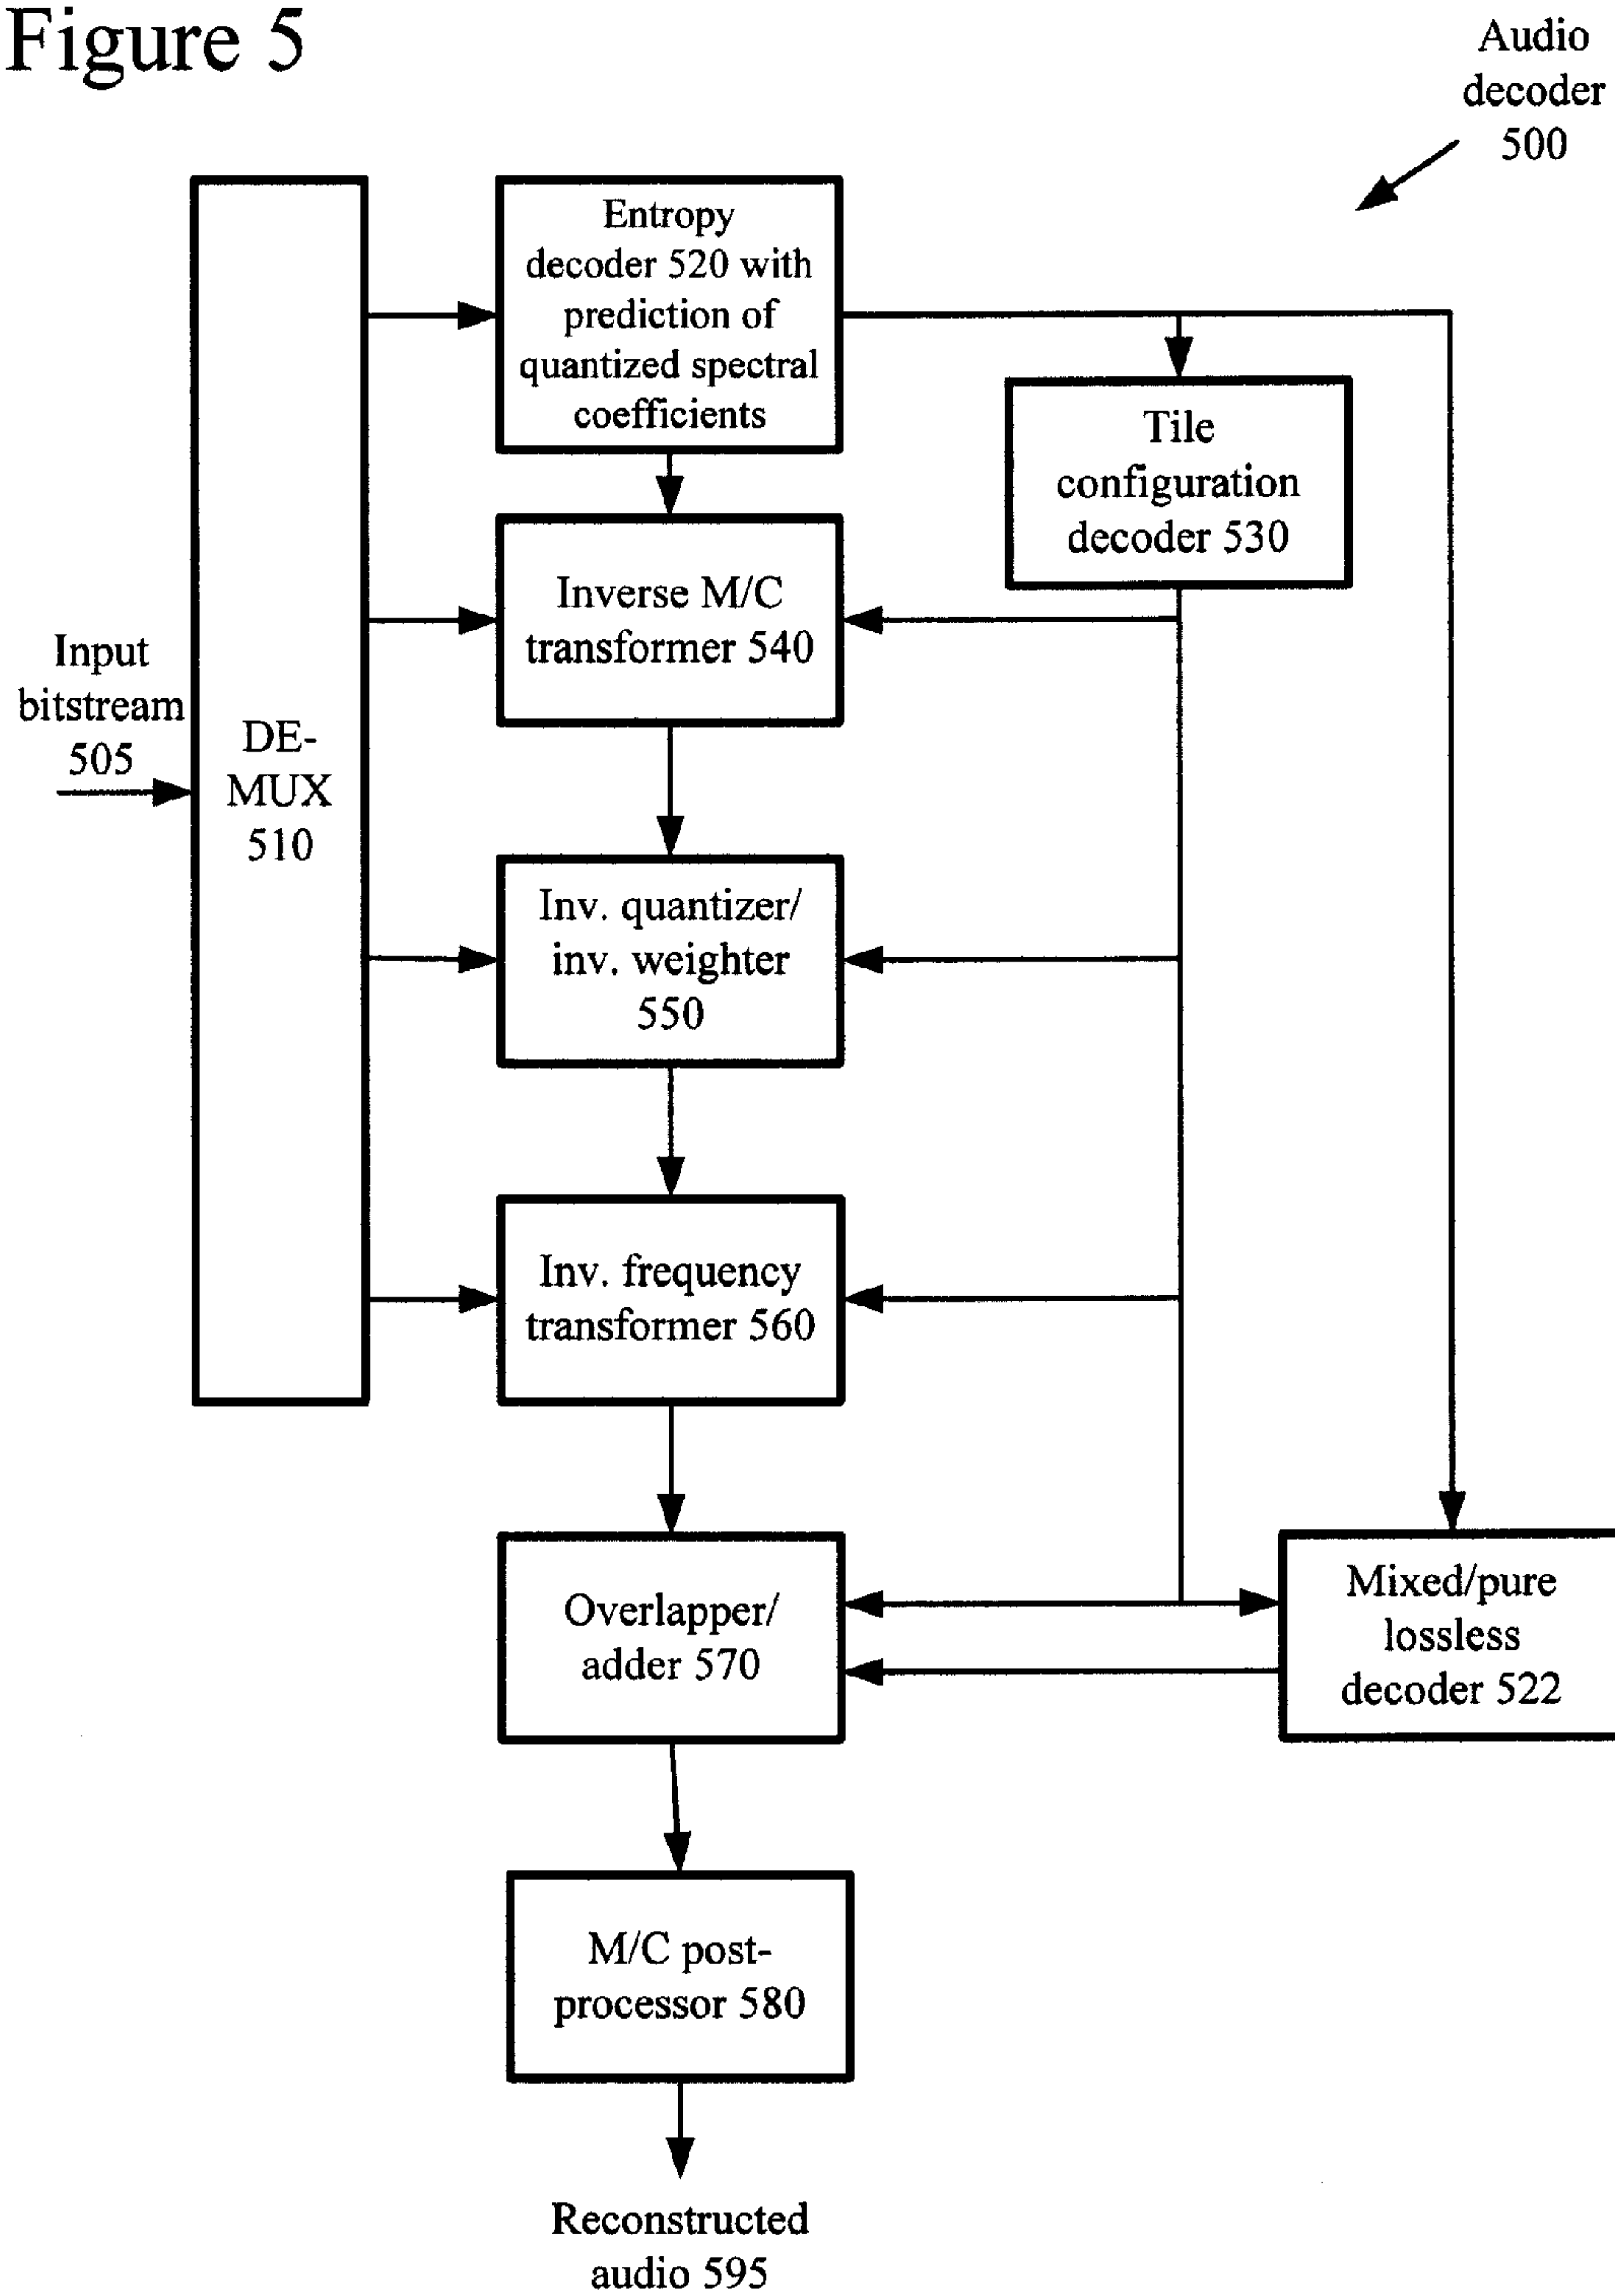 Figure 5
Audio
decoder
500
Entropy
decoder 520 with
prediction of
quantized spectral
coefficients
Tile
configuration
decoder 530
Inverse M/C
transformer 540
Input
bitstream
505
DE-
MUX
510
Inv. quantizer/
inv. weighter
550
Inv. frequency
transformer 560
Overlapper/
adder 570
Mixed/pure
lossless
decoder 522
M/C post-
processor 580
Reconstructed
audio 595